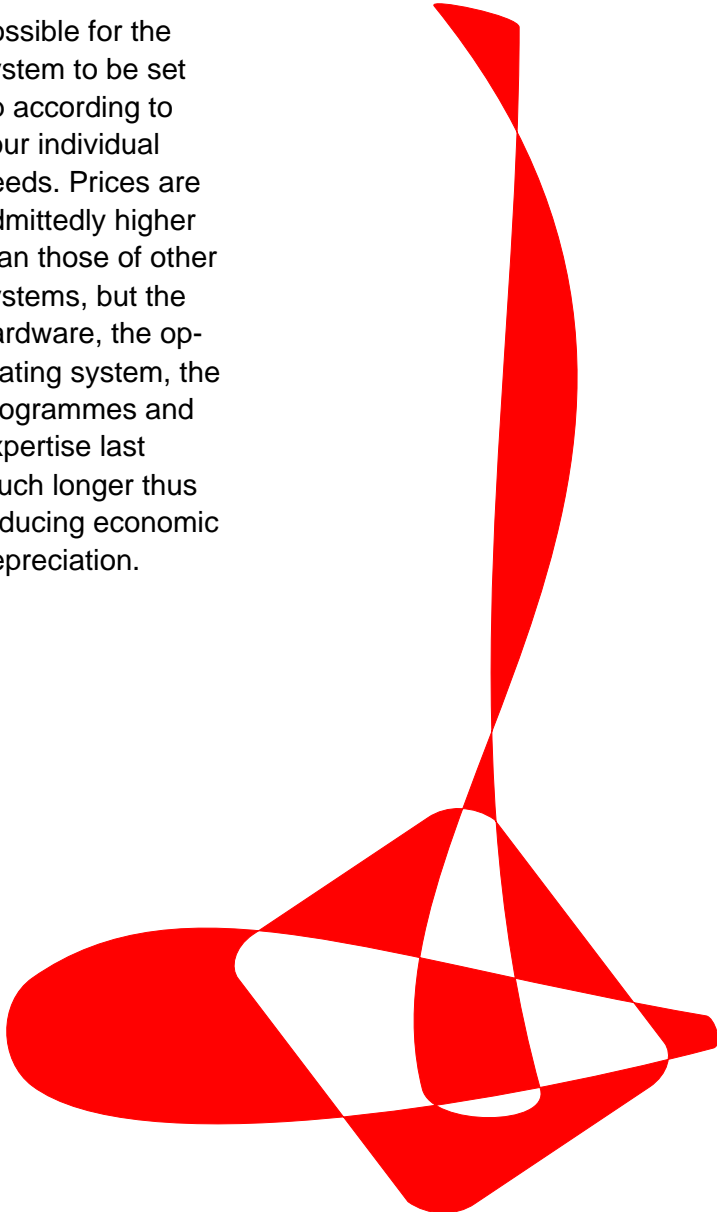 ossible for the
ystem to be set
o according to
our individual
eeds. Prices are
dmittedly higher
an those of other
ystems, but the
ardware, the op-
ating system, the
ogrammes and
xpertise last
uch longer thus
ducing economic
epreciation.